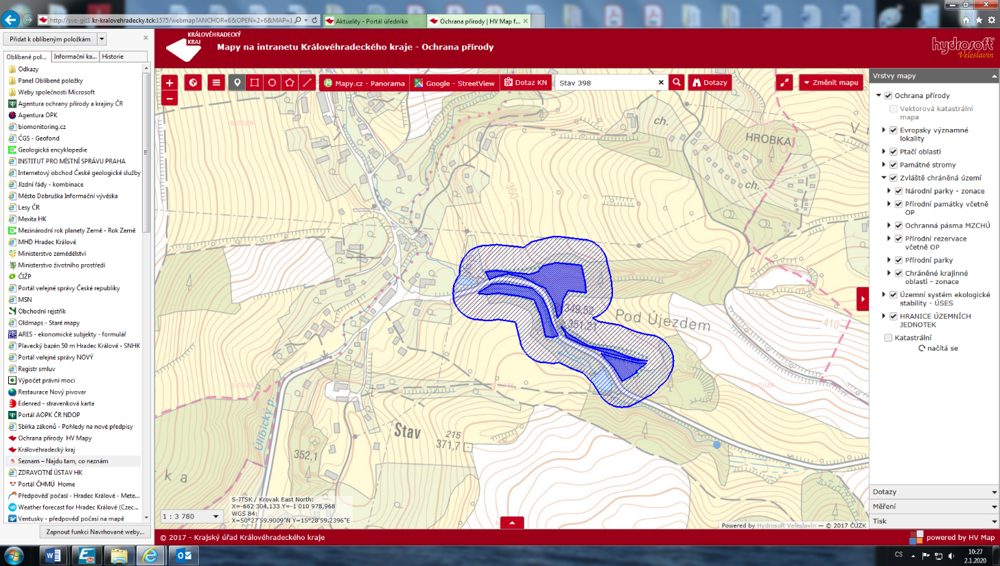 http://sve-gis1.kr-kralovehradecky.tck:1575/webmap?ANCHOR=6&OPEN=2+6&MAP=1
Aktuality - Portál úředníka
Ochrana přírody | HV Map f...
Přidat k oblíbeným položkám
Oblíbené pol...
Informační ka...
Historie
Odkazy
Panel Oblíbené položky
Weby společnosti Microsoft
Agentura ochrany přírody a krajiny ČR
Agentura OPK
biomonitoring.cz
ČGS - Geofond
Geologická encyklopedie
INSTITUT PRO MÍSTNÍ SPRÁVU PRAHA
Internetový obchod České geologické služby
Jízdní řády - kombinace
Město Dobruška Informační vývěska
Lesy ČR
Mexita HK
Mezinárodní rok planety Země - Rok Země
MHD Hradec Králové
Ministerstvo zemědělství
Ministerstvo životního prostředí
ČIŽP
Portál veřejné správy České republiky
MSN
Obchodní rejstřík
Oldmaps - Staré mapy
ARES - ekonomické subjekty - formulář
Plavecký bazén 50 m Hradec Králové - SNHK
Portál veřejné správy NOVÝ
Registr smluv
Výpočet právní moci
Restaurace Nový pivovar
Edenred - stravenková karta
Portál AOPK ČR NDOP
Sbírka zákonů - Pohledy na nové předpisy
Ochrana přírody HV Mapy
Královéhradecký kraj
Seznam – Najdu tam, co neznám
ZDRAVOTNÍ ÚSTAV HK
Portál ČHMÚ Home
Předpověď počasí - Hradec Králové - Mete...
Weather forecast for Hradec Králové (Czec...
Ventusky - předpověď počasí na mapě
Zapnout funkci Navrhované weby...
KRÁLOVÉHRADECKÝ
KRAJ
Mapy na intranetu Královéhradeckého kraje - Ochrana přírody
hydrosoft
Veleslavín
Mapy.cz - Panorama
Google - StreetView
Dotaz KN
Stav 398
Dotazy
Změnit mapu
ch.
HROBKA
ch.
360
© ČÚZK
349,52
351,21
Pod Újezdem
410
© ČÚZK
© ČÚZK
© ČÚZK
Úlibický p.
Stav
215
371,7
352,1
k a
S-JTSK / Krovak East North:
X=-662 304,133 Y=-1 010 978,968
WGS 84:
X=50°27'59.9009"N Y=15°28'59.2396"E
1 : 3 780
Powered by Hydrosoft Veleslavín — © 2017 ČÚZK
Vrstvy mapy
Ochrana přírody
Vektorová katastrální
mapa
Evropsky významné
lokality
Ptačí oblasti
Památné stromy
Zvláště chráněná území
Národní parky - zonace
Přírodní památky včetně
OP
Ochranná pásma MZCHÚ
Přírodní rezervace
včetně OP
Přírodní parky
Chráněné krajinné
oblasti - zonace
Územní systém ekologické
stability - ÚSES
HRANICE ÚZEMNÍCH
JEDNOTEK
Katastrální
načítá se
Dotazy
Měření
Tisk
© 2017 - Krajský úřad Královéhradeckého kraje
powered by HV Map
CS
10:27
2.1.2020